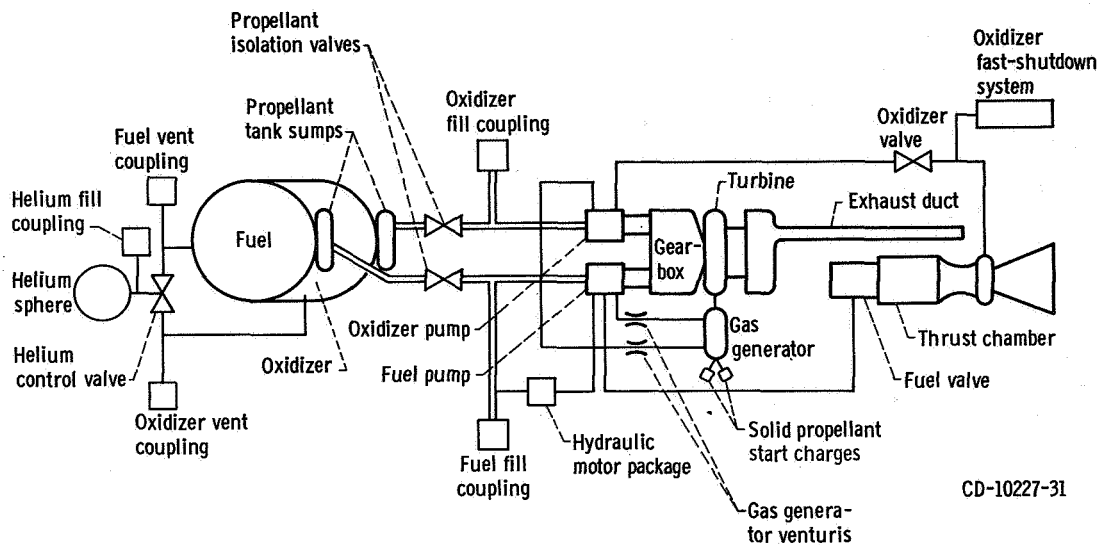 Propellant
isolation valves
Oxidizer
fast-shutdown
system
Propellant
tank sumps
Oxidizer
fill coupling
Oxidizer
valve
Fuel vent
coupling
Turbine
Helium fill
coupling
Exhaust duct
Fuel
Gear-
box
Helium
sphere
Oxidizer pump
Gas
generator
Thrust chamber
Helium
control valve
Oxidizer
Fuel pump
Fuel valve
Oxidizer vent
coupling
Hydraulic
motor package
Solid propellant
start charges
Fuel fill
coupling
Gas genera-
tor venturis
CD-10227-31